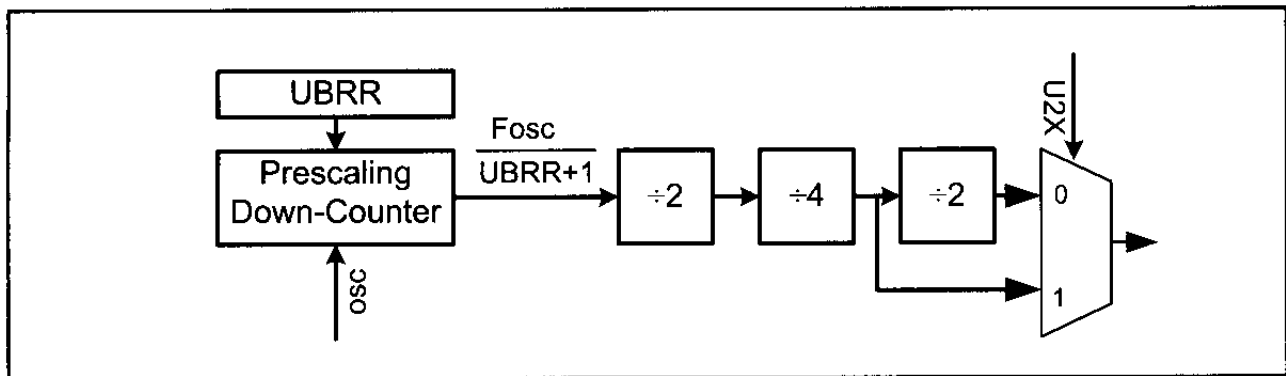 UBRR
Prescaling
Down-Counter
osc
Fosc
UBRR+1
÷2
÷4
÷2
U2X
0
1